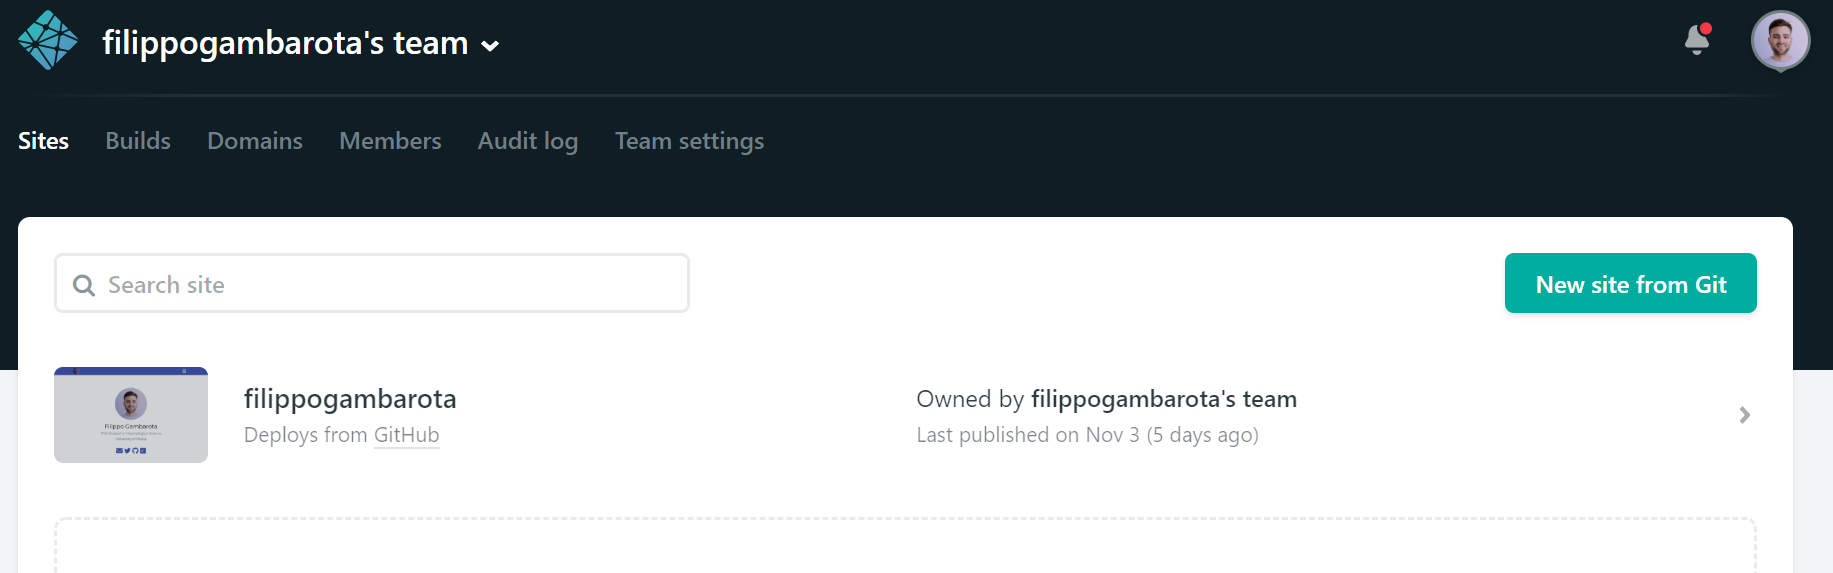 filippogambarota's team
Sites Builds Domains Members Audit log Team settings
Search site
New site from Git
filippogambarota
Deploys from GitHub
Owned by filippogambarota's team
Last published on Nov 3 (5 days ago)
Filippo Gambarota